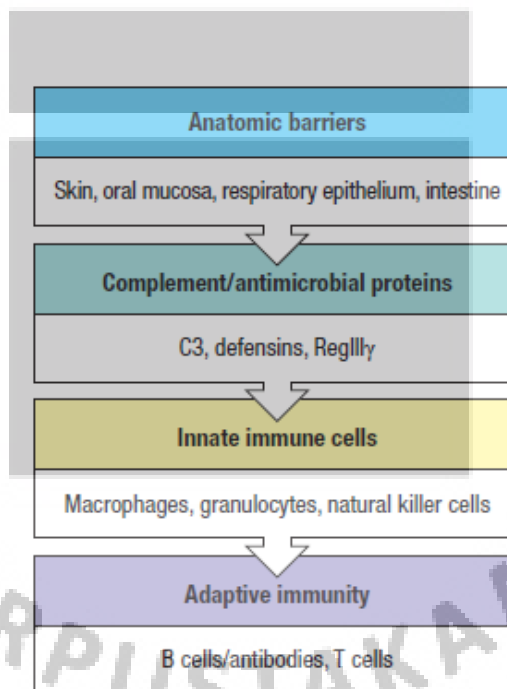 Anatomic barriers
Skin, oral mucosa, respiratory epithelium, intestine
Complement/antimicrobial proteins
C3, defensins, RegIIIγ
Innate immune cells
Macrophages, granulocytes, natural killer cells
Adaptive immunity
B cells/antibodies, T cells